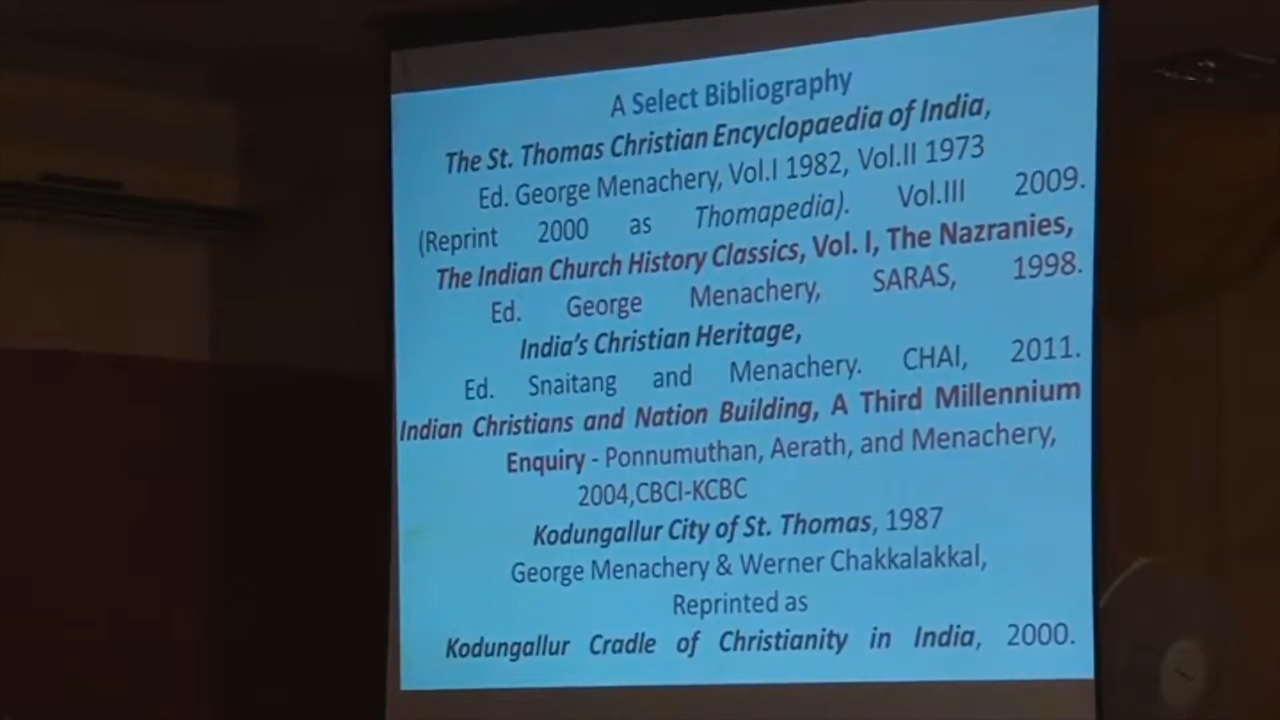 A Select Bibliography
The St. Thomas Christian Encyclopaedia of India,
Ed. George Menachery, Vol.I 1982, Vol.II 1973
(Reprint 2000 as Thomapedia). Vol.III 2009.
The Indian Church History Classics, Vol. I, The Nazranies,
Ed. George Menachery, SARAS, 1998.
India's Christian Heritage,
Ed. Snaitang and Menachery. CHAI, 2011.
Indian Christians and Nation Building, A Third Millennium
Enquiry - Ponnumuthan, Aerath, and Menachery,
2004,CBCI-KCBC
Kodungallur City of St. Thomas, 1987
George Menachery & Werner Chakkalakkal,
Reprinted as
Kodungallur Cradle of Christianity in India, 2000.